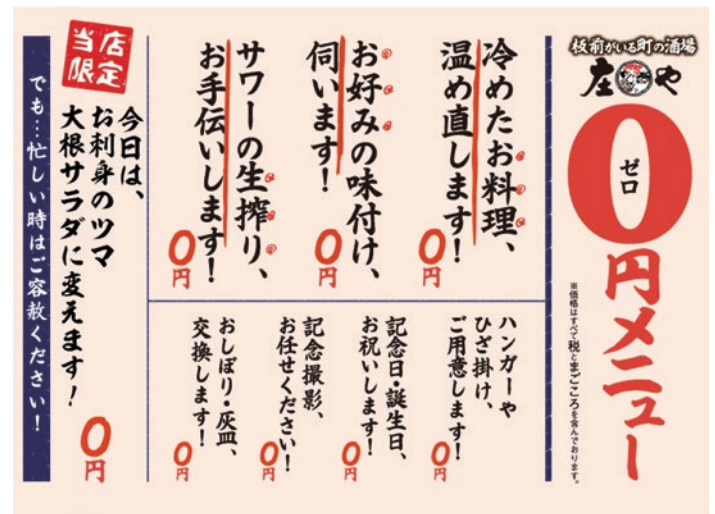 板前がいる町の酒場
庄や
0円メニュー
ゼロ
※価格はすべて税とまごころを含んでおります。
冷めたお料理、
温め直します！
0円
お好みの味付け、
伺います！
0円
サワーの生搾り、
お手伝いします！
0円
ハンガーや
ひざ掛け、
ご用意します！
0円
記念日・誕生日、
お祝いします！
0円
記念撮影、
お任せください！
0円
おしぼり・灰皿、
交換します！
0円
当店
限定
今日は、
お刺身のツマ
大根サラダに変えます！
0円
でも…忙しい時はご容赦ください！